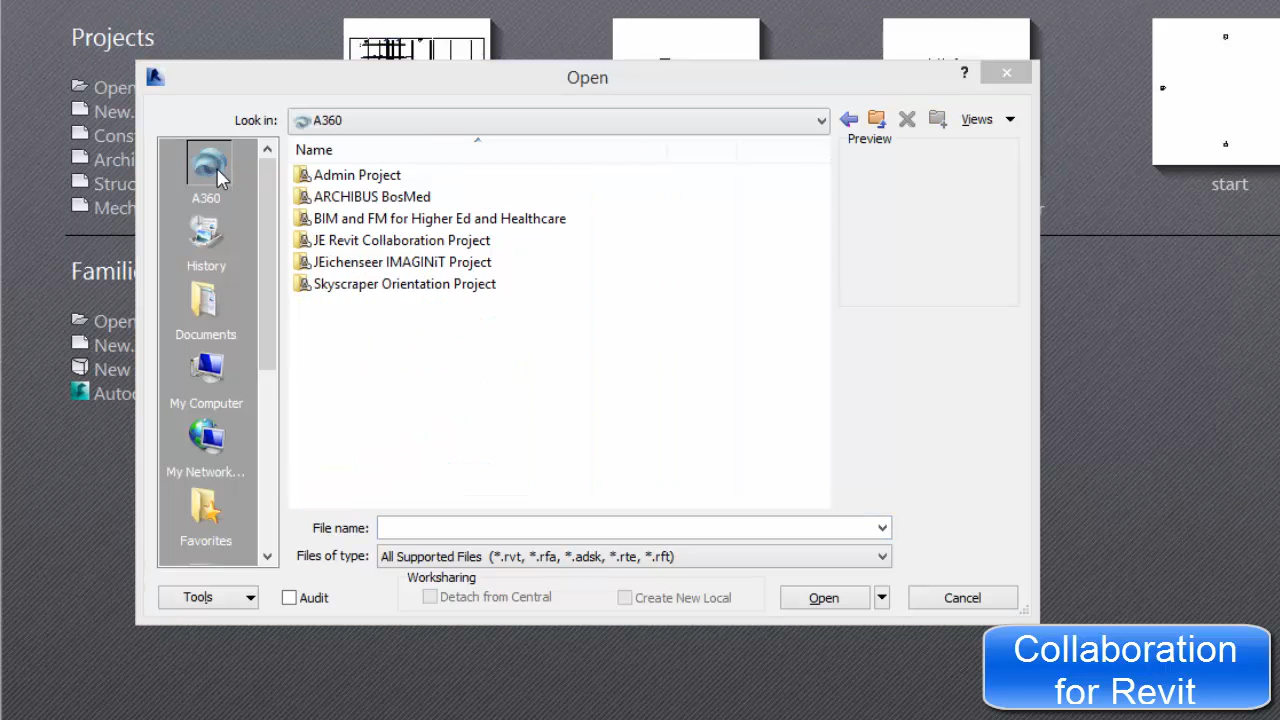 Projects
Open
New.
Const
Archi
Struc
Mech
start
Familie
Open
New.
New
Autod
Open
?
Look in:
A360
Views
Name
Preview
Admin Project
ARCHIBUS BosMed
BIM and FM for Higher Ed and Healthcare
JE Revit Collaboration Project
JEichenseer IMAGINiT Project
Skyscraper Orientation Project
A360
History
Documents
My Computer
My Network...
Favorites
File name:
Files of type:
All Supported Files (*.rvt, *.rfa, *.adsk, *.rte, *.rft)
Worksharing
Tools
Audit
Detach from Central
Create New Local
Open
Cancel
Collaboration
for Revit